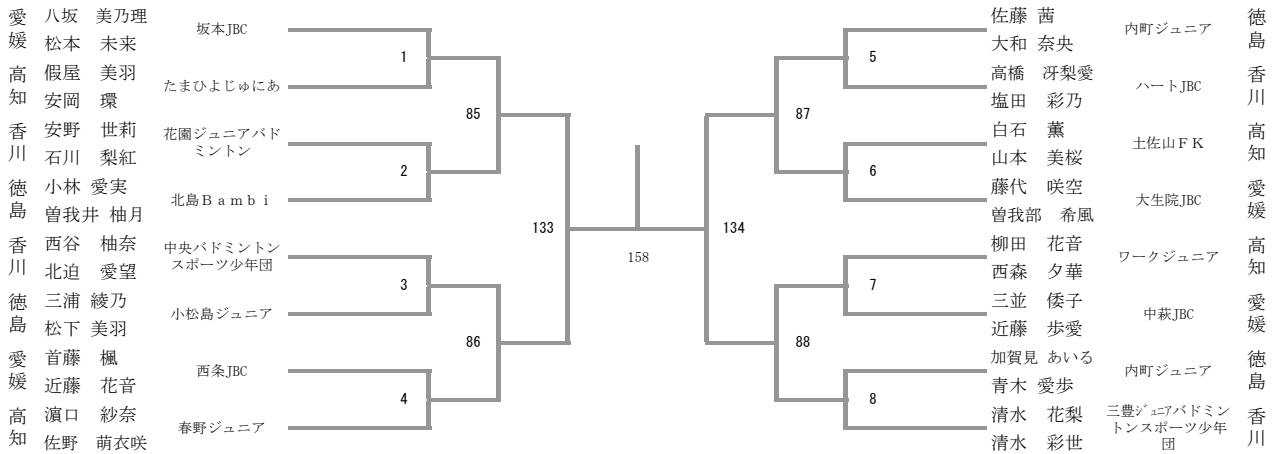 愛媛
八坂　美乃理
松本　未来
坂本JBC
高知
假屋　美羽
安岡　環
たまひよじゅにあ
香川
安野　世莉
石川　梨紅
花園ジュニアバド
ミントン
徳島
小林 愛実
曽我井 柚月
北島Ｂａｍｂｉ
香川
西谷　柚奈
北迫　愛望
中央バドミントン
スポーツ少年団
徳島
三浦 綾乃
松下 美羽
小松島ジュニア
愛媛
首藤　楓
近藤　花音
西条JBC
高知
濵口　紗奈
佐野　萌衣咲
春野ジュニア
1
2
3
4
85
86
133
158
134
87
88
5
6
7
8
佐藤 茜
大和 奈央
内町ジュニア
徳島
高橋　冴梨愛
塩田　彩乃
ハートJBC
香川
白石　薫
山本　美桜
土佐山ＦＫ
高知
藤代　咲空
曽我部　希風
大生院JBC
愛媛
柳田　花音
西森　夕華
ワークジュニア
高知
三並　倭子
近藤　歩愛
中萩JBC
愛媛
加賀見 あいる
青木 愛歩
内町ジュニア
徳島
清水　花梨
清水　彩世
三豊ｼﾞｭﾆｱバドミン
トンスポーツ少年
団
香川